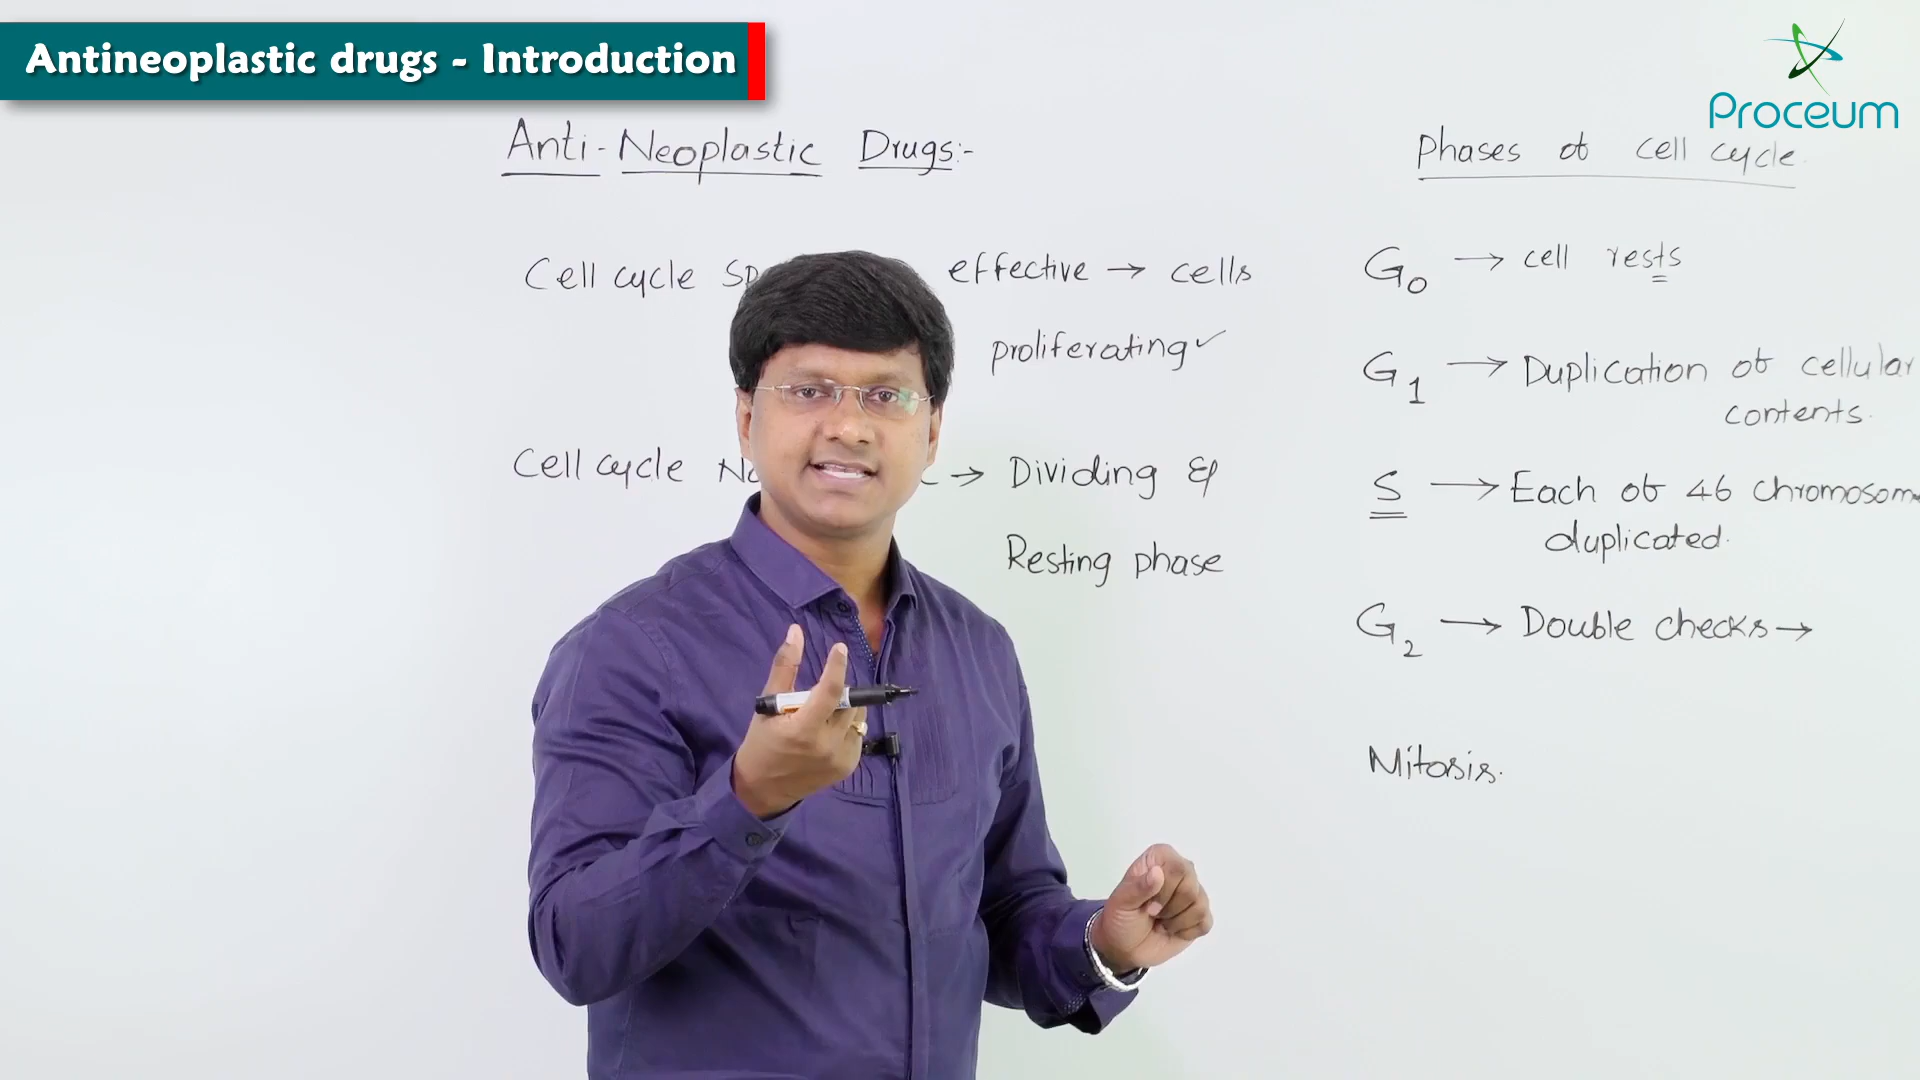 Antineoplastic drugs - Introduction
Proceum
Anti-Neoplastic Drugs:-
Cell cycle effective → cells
proliferating ✓
Cell cycle → Dividing &
Resting phase
Phases of cell cycle
G0 → cell rests
G1 → Duplication of cellular
contents.
S → Each of 46 chromosom
duplicated.
G2 → Double checks →
Mitosis.